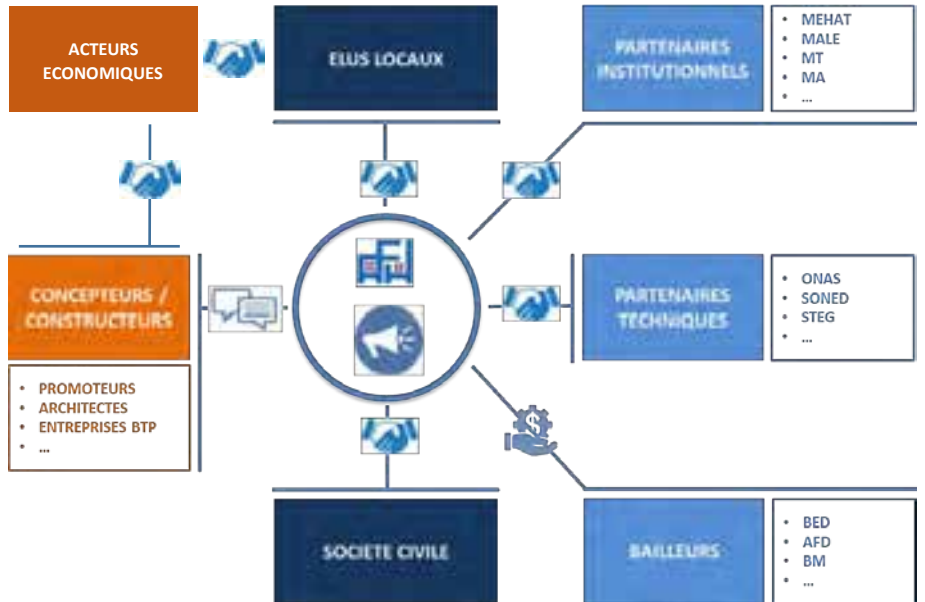 ACTEURS
ECONOMIQUES
ELUS LOCAUX
PARTENAIRES
INSTITUTIONNELS
• MEHAT
• MALE
• MT
• MA
• ...
CONCEPTEURS /
CONSTRUCTEURS
• PROMOTEURS
• ARCHITECTES
• ENTREPRISES BTP
• ...
PARTENAIRES
TECHNIQUES
• ONAS
• SONED
• STEG
• ...
SOCIETE CIVILE
BAILLEURS
• BED
• AFD
• BM
• ...